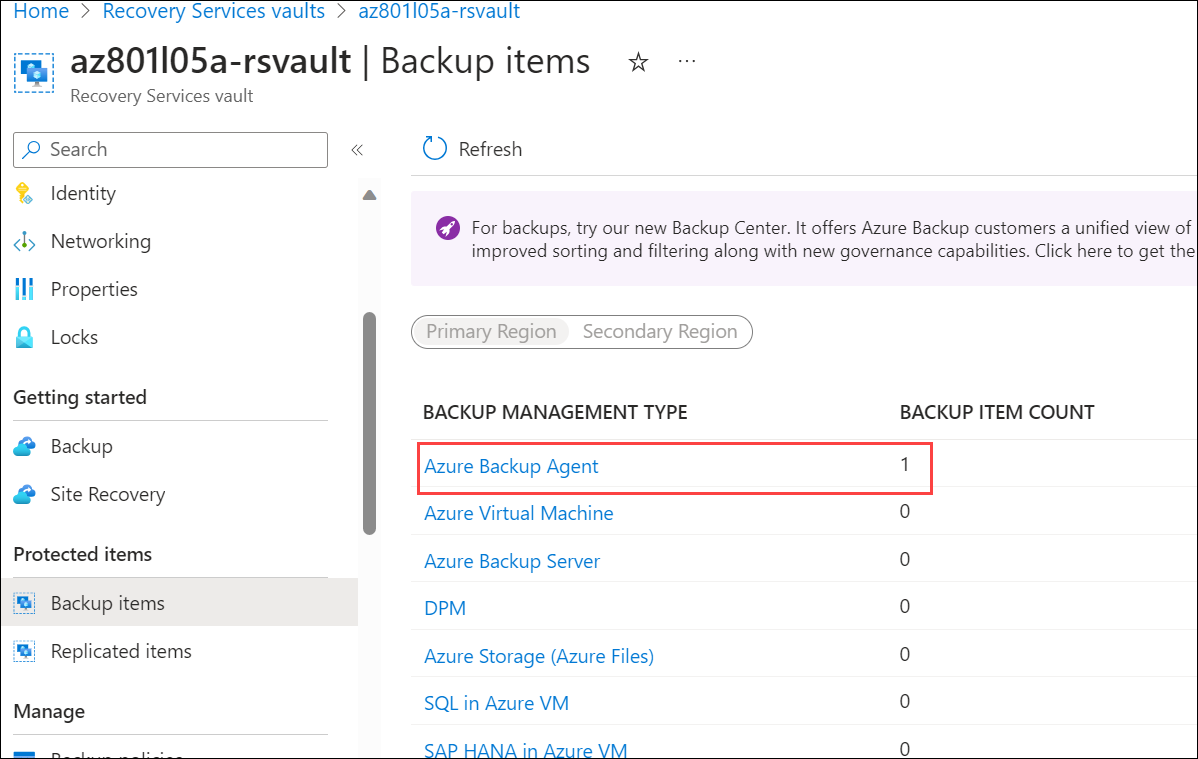 Home > Recovery Services vaults > az801l05a-rsvault
az801l05a-rsvault | Backup items
Recovery Services vault
Search
Identity
Networking
Properties
Locks
Getting started
Backup
Site Recovery
Protected items
Backup items
Replicated items
Manage
Backup policies
Refresh
For backups, try our new Backup Center. It offers Azure Backup customers a unified view of
improved sorting and filtering along with new governance capabilities. Click here to get the
Primary Region Secondary Region
BACKUP MANAGEMENT TYPE BACKUP ITEM COUNT
Azure Backup Agent 1
Azure Virtual Machine 0
Azure Backup Server 0
DPM 0
Azure Storage (Azure Files) 0
SQL in Azure VM 0
SAP HANA in Azure VM 0